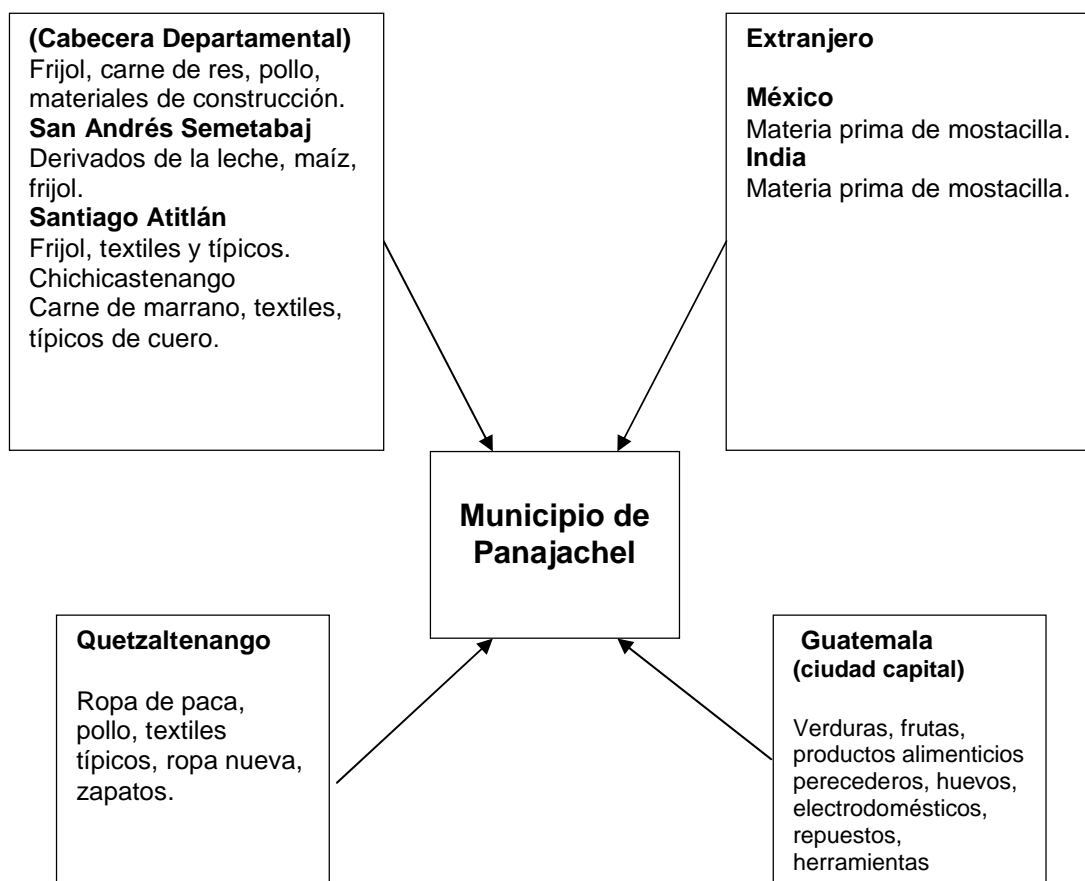 (Cabecera Departamental)
Frijol, carne de res, pollo,
materiales de construcción.
San Andrés Semetabaj
Derivados de la leche, maíz,
frijol.
Santiago Atitlán
Frijol, textiles y típicos.
Chichicastenango
Carne de marrano, textiles,
típicos de cuero.
Extranjero
México
Materia prima de mostacilla.
India
Materia prima de mostacilla.
Municipio de
Panajachel
Quetzaltenango
Ropa de paca,
pollo, textiles
típicos, ropa nueva,
zapatos.
Guatemala
(ciudad capital)
Verduras, frutas,
productos alimenticios
perecederos, huevos,
electrodomésticos,
repuestos,
herramientas